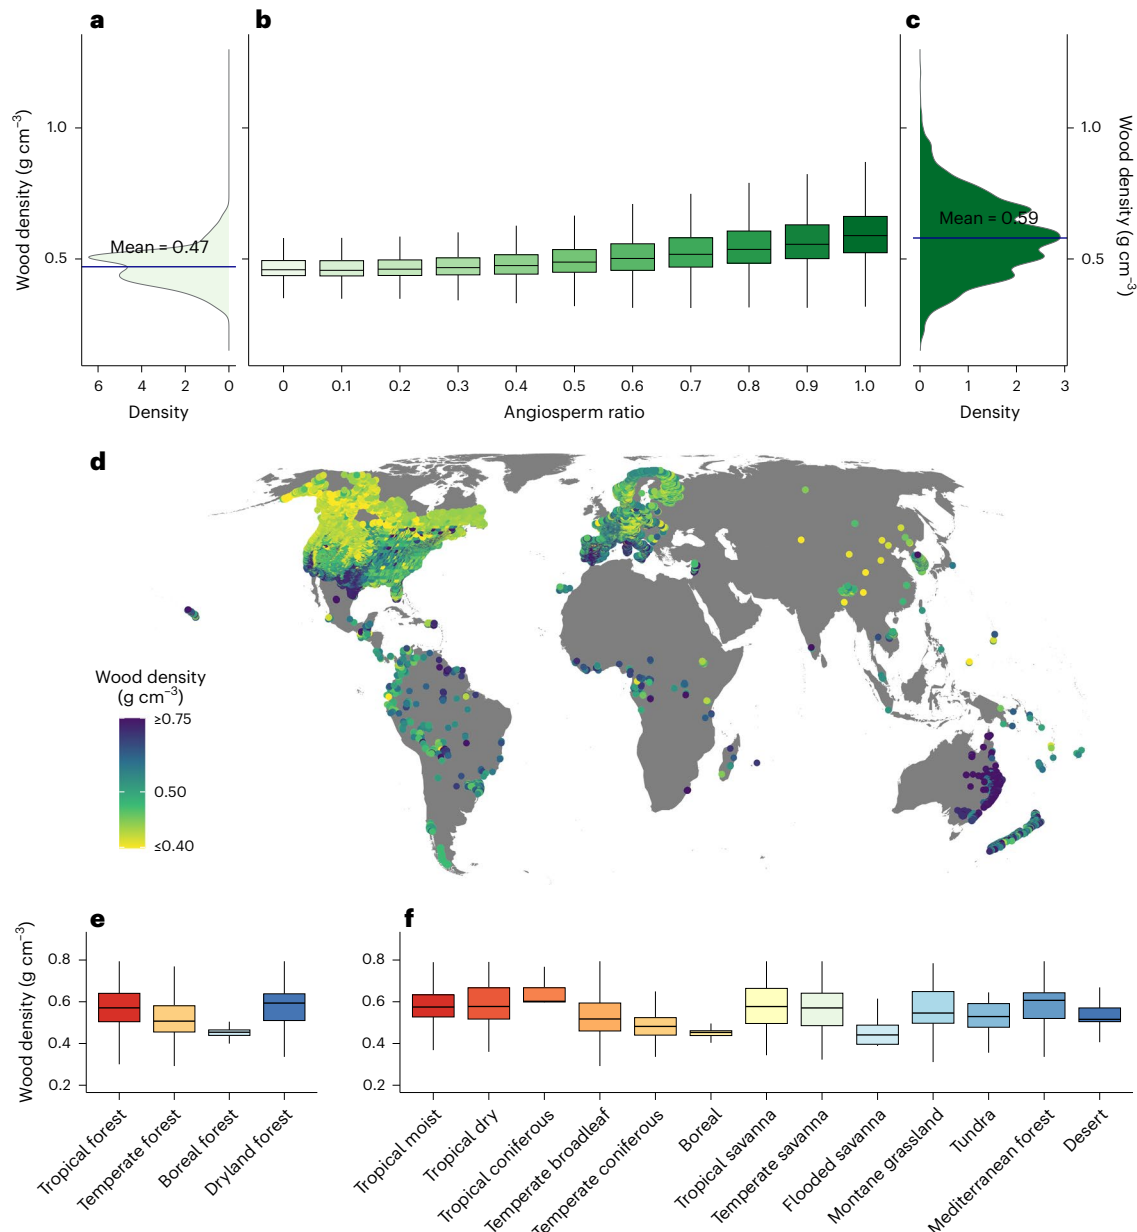 a
b
c
Wood density (g cm⁻³)
1.0
0.5
Mean = 0.47
6 4 2 0
Density
0 0.1 0.2 0.3 0.4 0.5 0.6 0.7 0.8 0.9 1.0
Angiosperm ratio
Mean = 0.59
0 1 2 3
Density
1.0
0.5
Wood density (g cm⁻³)
d
Wood density
(g cm⁻³)
≥0.75
0.50
≤0.40
e
Wood density (g cm⁻³)
0.8
0.6
0.4
0.2
Tropical forest
Temperate forest
Boreal forest
Dryland forest
f
0.8
0.6
0.4
0.2
Tropical moist
Tropical dry
Tropical coniferous
Temperate broadleaf
Temperate coniferous
Boreal
Tropical savanna
Temperate savanna
Flooded savanna
Montane grassland
Tundra
Mediterranean forest
Desert